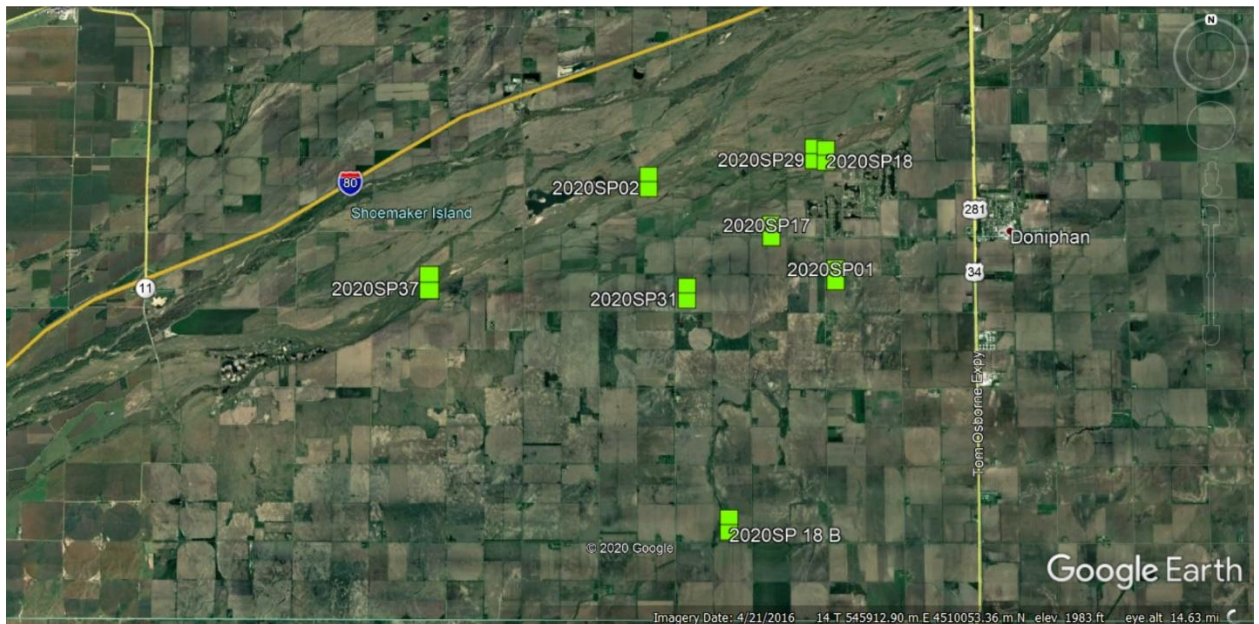 N
2020SP29
2020SP18
2020SP02
80
Shoemaker Island
281
2020SP17
Doniphan
2020SP01
34
2020SP37
11
2020SP31
Tom Osborne Expy
2020SP 18 B
© 2020 Google
Google Earth
Imagery Date: 4/21/2016 14 T 545912.90 m E 4510053.36 m N elev 1983 ft eye alt 14.63 mi